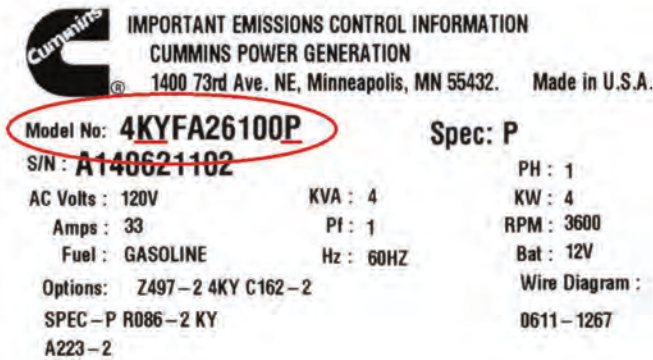 Cummins
IMPORTANT EMISSIONS CONTROL INFORMATION
CUMMINS POWER GENERATION
® 1400 73rd Ave. NE, Minneapolis, MN 55432. Made in U.S.A.
Model No: 4KYFA26100P Spec: P
S/N : A140621102 PH : 1
AC Volts : 120V KVA : 4 KW : 4
Amps : 33 Pf : 1 RPM : 3600
Fuel : GASOLINE Hz : 60HZ Bat : 12V
Options: Z497–2 4KY C162–2 Wire Diagram :
SPEC–P R086–2 KY 0611–1267
A223–2